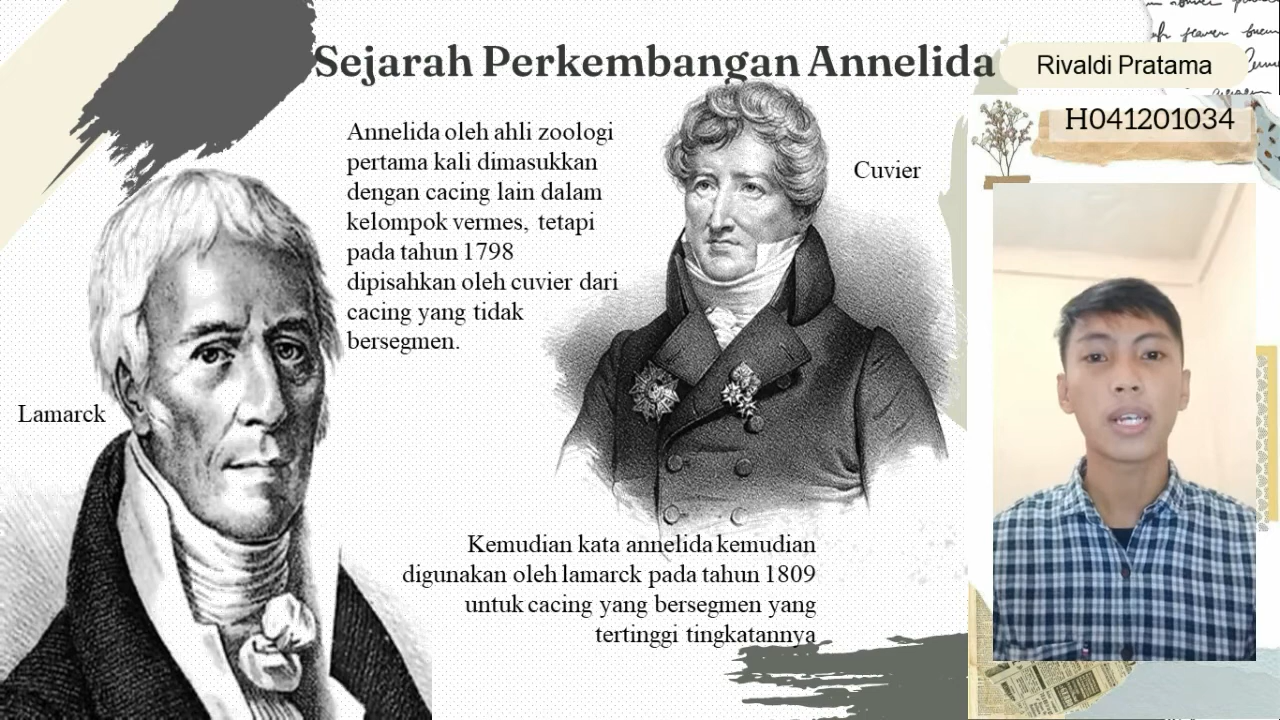 Sejarah Perkembangan Annelida
Rivaldi Pratama
H041201034
Annelida oleh ahli zoologi
pertama kali dimasukkan
dengan cacing lain dalam
kelompok vermes, tetapi
pada tahun 1798
dipisahkan oleh cuvier dari
cacing yang tidak
bersegmen.
Cuvier
Lamarck
Kemudian kata annelida kemudian
digunakan oleh lamarck pada tahun 1809
untuk cacing yang bersegmen yang
tertinggi tingkatannya